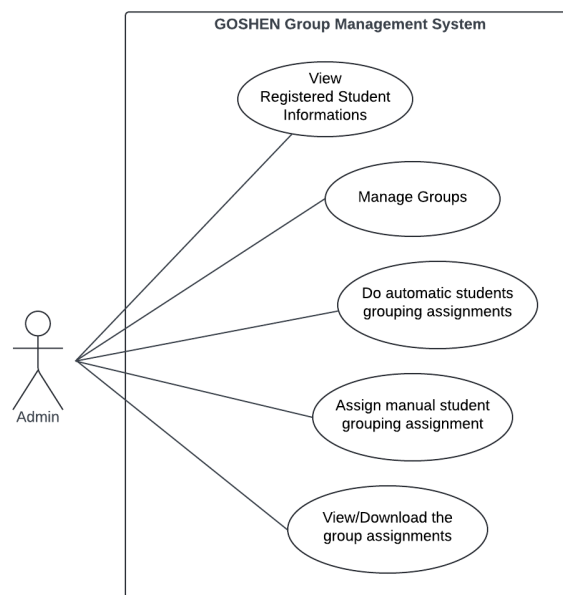 GOSHEN Group Management System
View
Registered Student
Informations
Manage Groups
Do automatic students
grouping assignments
Admin
Assign manual student
grouping assignment
View/Download the
group assignments